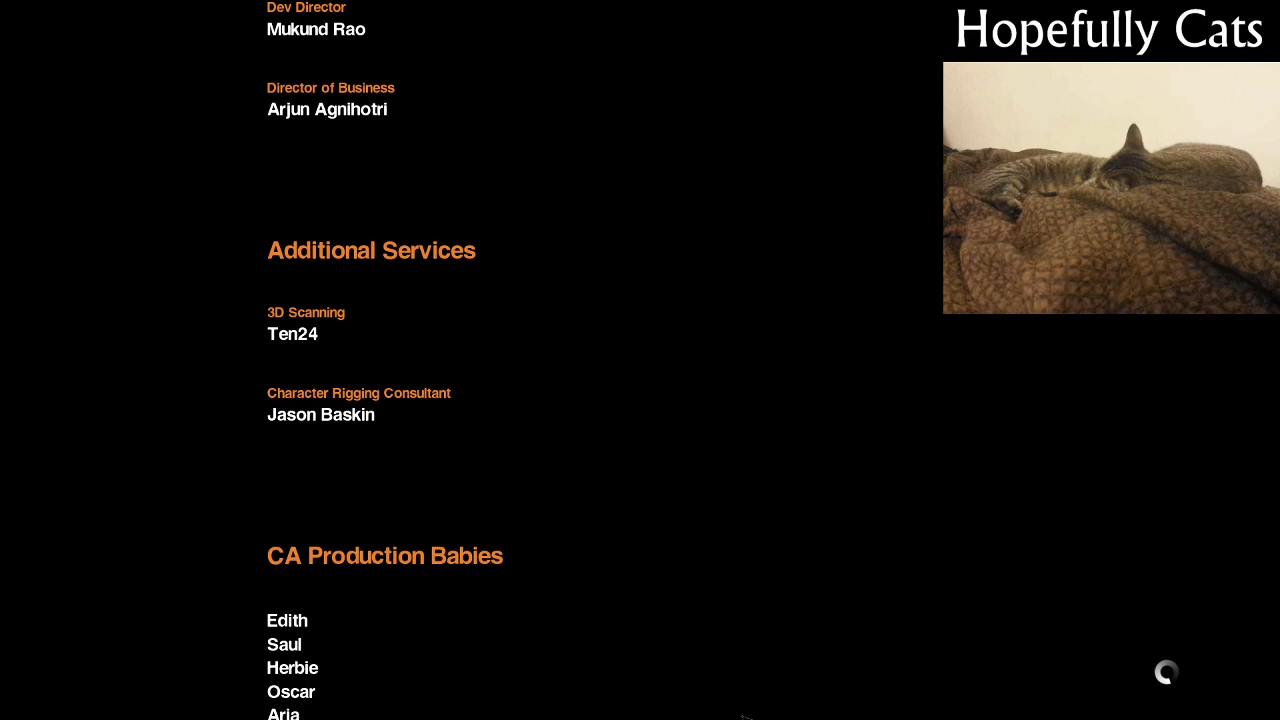 Dev Director
Mukund Rao
Director of Business
Arjun Agnihotri
Additional Services
3D Scanning
Ten24
Character Rigging Consultant
Jason Baskin
CA Production Babies
Edith
Saul
Herbie
Oscar
Aria
Hopefully Cats